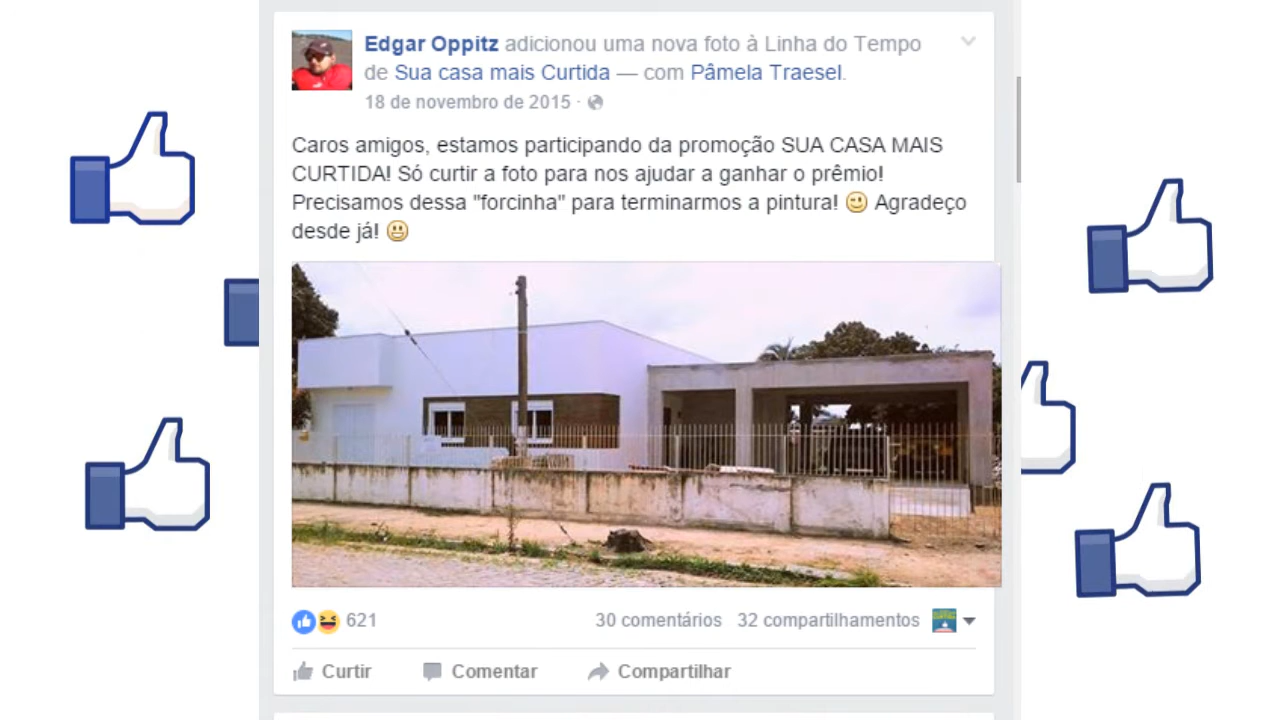 Edgar Oppitz adicionou uma nova foto à Linha do Tempo
de Sua casa mais Curtida — com Pâmela Traesel.
18 de novembro de 2015 ·
Caros amigos, estamos participando da promoção SUA CASA MAIS
CURTIDA! Só curtir a foto para nos ajudar a ganhar o prêmio!
Precisamos dessa "forcinha" para terminarmos a pintura! 😉 Agradeço
desde já! 😃
621 30 comentários 32 compartilhamentos
Curtir Comentar Compartilhar